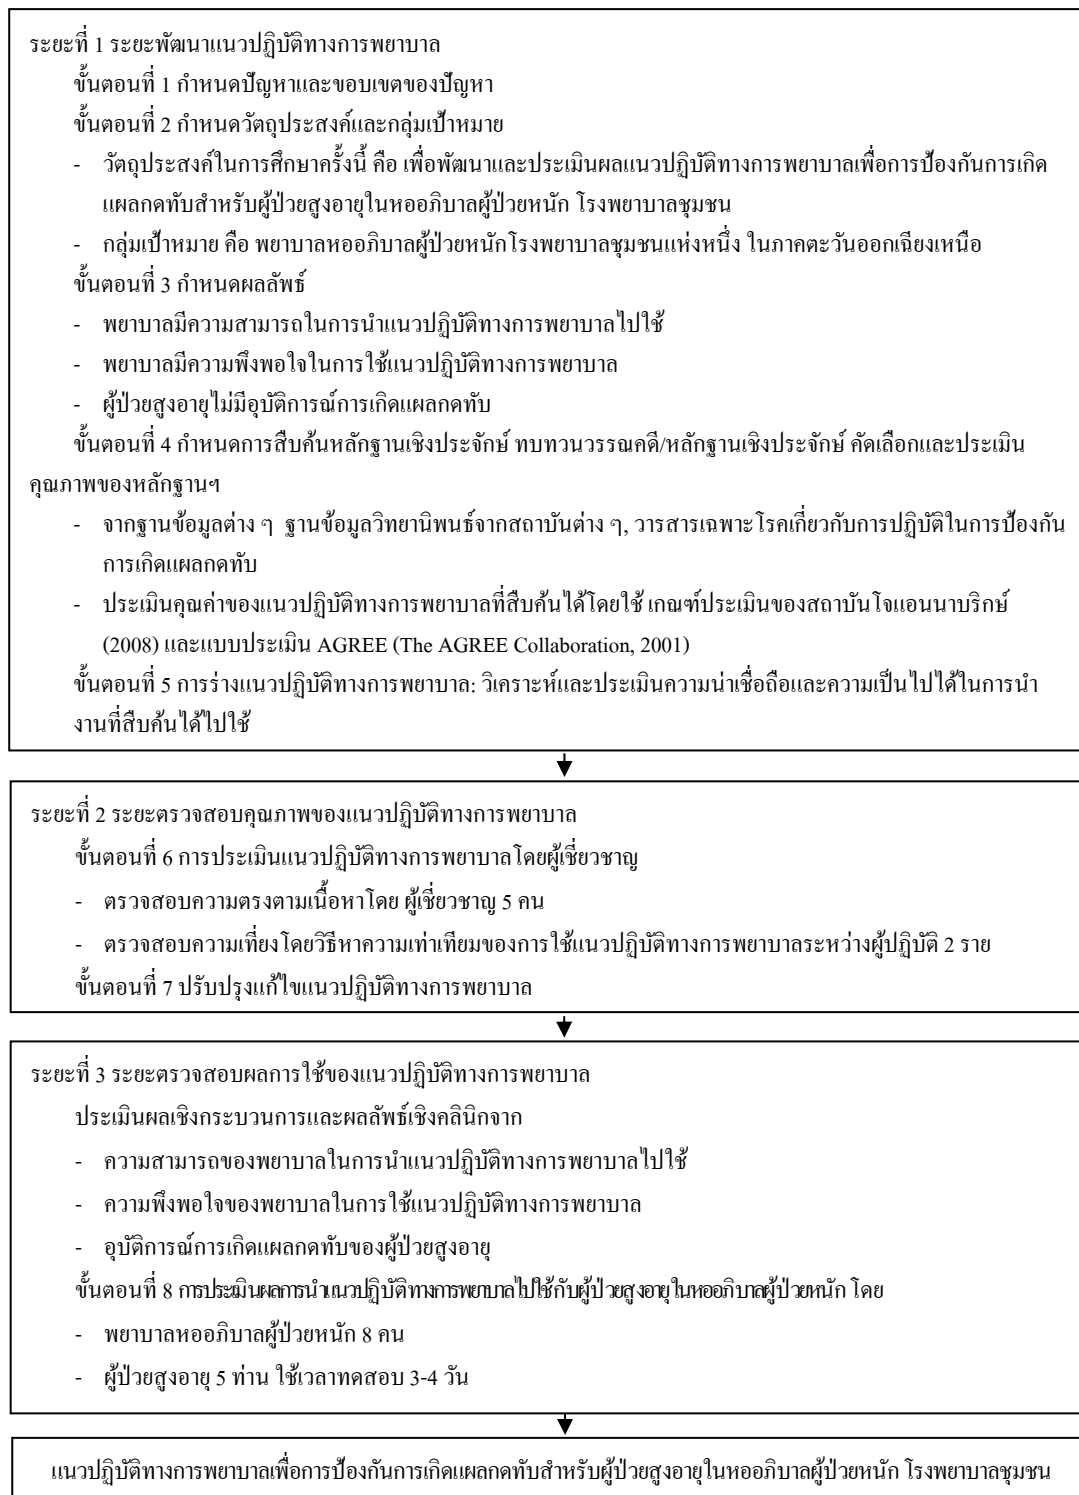 ระยะที่ 1 ระยะพัฒนาแนวปฏิบัติทางการพยาบาล
ขั้นตอนที่ 1 กำหนดปัญหาและขอบเขตของปัญหา
ขั้นตอนที่ 2 กำหนดวัตถุประสงค์และกลุ่มเป้าหมาย
- วัตถุประสงค์ในการศึกษาครั้งนี้ คือ เพื่อพัฒนาและประเมินผลแนวปฏิบัติทางการพยาบาลเพื่อการป้องกันการเกิด
แผลกดทับสำหรับผู้ป่วยสูงอายุในหออภิบาลผู้ป่วยหนัก โรงพยาบาลชุมชน
- กลุ่มเป้าหมาย คือ พยาบาลหออภิบาลผู้ป่วยหนักโรงพยาบาลชุมชนแห่งหนึ่ง ในภาคตะวันออกเฉียงเหนือ
ขั้นตอนที่ 3 กำหนดผลลัพธ์
- พยาบาลมีความสามารถในการนำแนวปฏิบัติทางการพยาบาลไปใช้
- พยาบาลมีความพึงพอใจในการใช้แนวปฏิบัติทางการพยาบาล
- ผู้ป่วยสูงอายุไม่มีอุบัติการณ์การเกิดแผลกดทับ
ขั้นตอนที่ 4 กำหนดการสืบค้นหลักฐานเชิงประจักษ์ ทบทวนวรรณคดี/หลักฐานเชิงประจักษ์ คัดเลือกและประเมิน
คุณภาพของหลักฐานฯ
- จากฐานข้อมูลต่าง ๆ ฐานข้อมูลวิทยานิพนธ์จากสถาบันต่าง ๆ, วารสารเฉพาะโรคเกี่ยวกับการปฏิบัติในการป้องกัน
การเกิดแผลกดทับ
- ประเมินคุณค่าของแนวปฏิบัติทางการพยาบาลที่สืบค้นได้โดยใช้ เกณฑ์ประเมินของสถาบันโจแอนนาบริกษ์
(2008) และแบบประเมิน AGREE (The AGREE Collaboration, 2001)
ขั้นตอนที่ 5 การร่างแนวปฏิบัติทางการพยาบาล: วิเคราะห์และประเมินความน่าเชื่อถือและความเป็นไปได้ในการนำ
งานที่สืบค้นได้ไปใช้
ระยะที่ 2 ระยะตรวจสอบคุณภาพของแนวปฏิบัติทางการพยาบาล
ขั้นตอนที่ 6 การประเมินแนวปฏิบัติทางการพยาบาลโดยผู้เชี่ยวชาญ
- ตรวจสอบความตรงตามเนื้อหาโดย ผู้เชี่ยวชาญ 5 คน
- ตรวจสอบความเที่ยงโดยวิธีหาความเท่าเทียมของการใช้แนวปฏิบัติทางการพยาบาลระหว่างผู้ปฏิบัติ 2 ราย
ขั้นตอนที่ 7 ปรับปรุงแก้ไขแนวปฏิบัติทางการพยาบาล
ระยะที่ 3 ระยะตรวจสอบผลการใช้ของแนวปฏิบัติทางการพยาบาล
ประเมินผลเชิงกระบวนการและผลลัพธ์เชิงคลินิกจาก
- ความสามารถของพยาบาลในการนำแนวปฏิบัติทางการพยาบาลไปใช้
- ความพึงพอใจของพยาบาลในการใช้แนวปฏิบัติทางการพยาบาล
- อุบัติการณ์การเกิดแผลกดทับของผู้ป่วยสูงอายุ
ขั้นตอนที่ 8 การประเมินผลการนำแนวปฏิบัติทางการพยาบาลไปใช้กับผู้ป่วยสูงอายุในหออภิบาลผู้ป่วยหนัก โดย
- พยาบาลหออภิบาลผู้ป่วยหนัก 8 คน
- ผู้ป่วยสูงอายุ 5 ท่าน ใช้เวลาทดสอบ 3-4 วัน
แนวปฏิบัติทางการพยาบาลเพื่อการป้องกันการเกิดแผลกดทับสำหรับผู้ป่วยสูงอายุในหออภิบาลผู้ป่วยหนัก โรงพยาบาลชุมชน